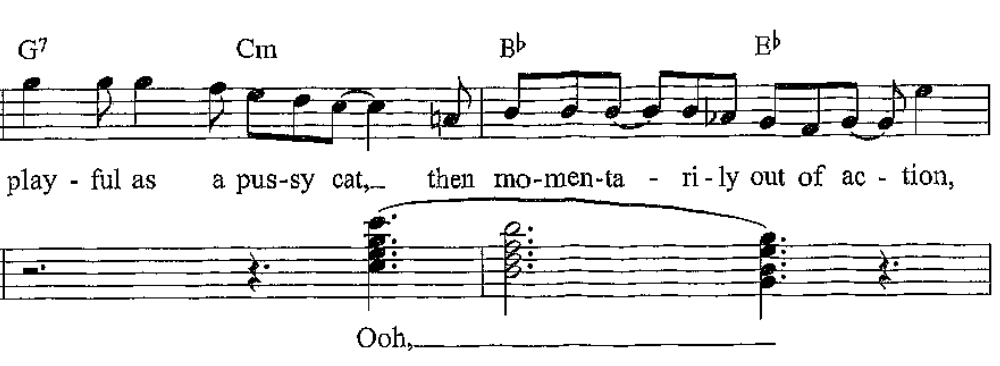 G7 Cm B♭ E♭
play - ful as a pus-sy cat,_ then mo-men-ta - ri-ly out of ac - tion,
Ooh,_